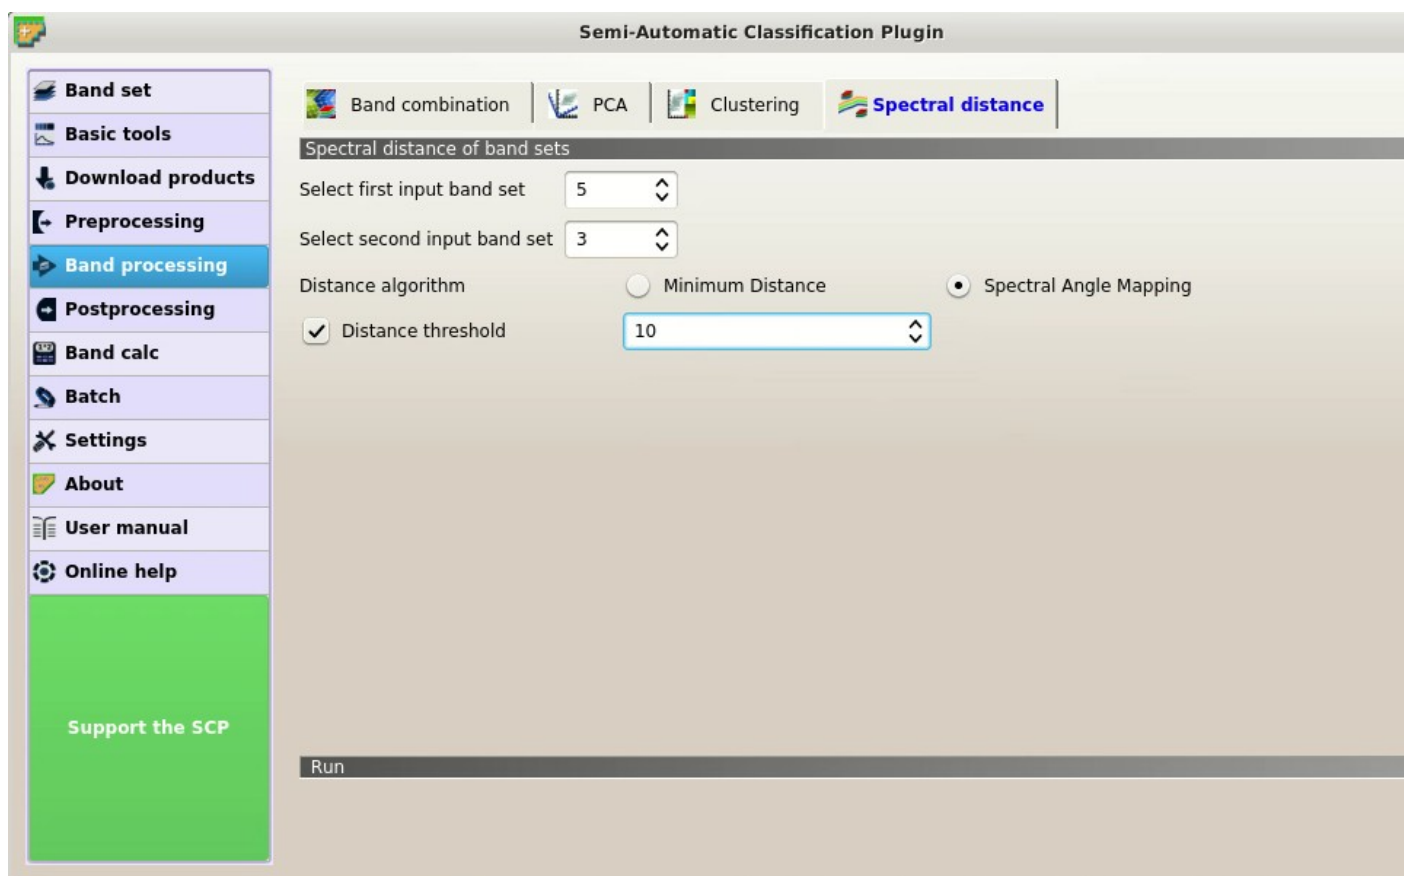 Semi-Automatic Classification Plugin
Band set
Basic tools
Download products
Preprocessing
Band processing
Postprocessing
Band calc
Batch
Settings
About
User manual
Online help
Support the SCP
Band combination PCA Clustering Spectral distance
Spectral distance of band sets
Select first input band set 5
Select second input band set 3
Distance algorithm Minimum Distance Spectral Angle Mapping
Distance threshold 10
Run